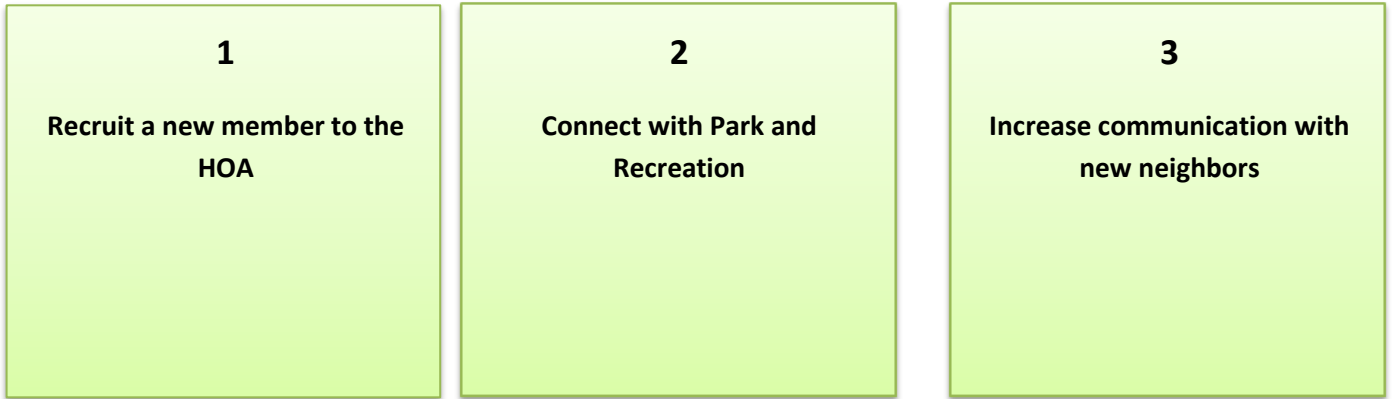 1
Recruit a new member to the
HOA
2
Connect with Park and
Recreation
3
Increase communication with
new neighbors